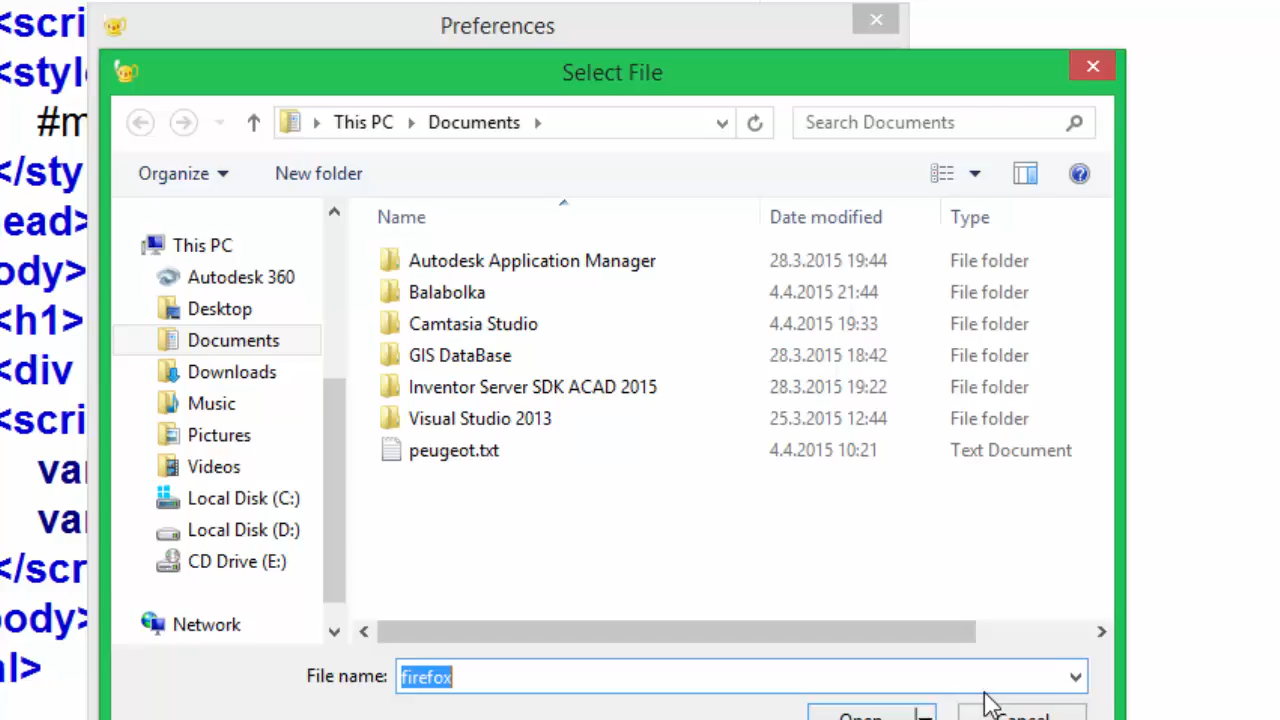 <scri
Preferences
<style
Select File
#m
This PC
Documents
Search Documents
</sty
Organize
New folder
Name
Date modified
Type
ead>
This PC
Autodesk Application Manager
28.3.2015 19:44
File folder
ody>
Autodesk 360
Balabolka
4.4.2015 21:44
File folder
<h1>
Desktop
Camtasia Studio
4.4.2015 19:33
File folder
Documents
GIS DataBase
28.3.2015 18:42
File folder
<div
Downloads
Inventor Server SDK ACAD 2015
28.3.2015 19:22
File folder
<scri
Music
Visual Studio 2013
25.3.2015 12:44
File folder
Pictures
peugeot.txt
4.4.2015 10:21
Text Document
va
Videos
Local Disk (C:)
va
Local Disk (D:)
</scr
CD Drive (E:)
ody>
Network
File name:
firefox
l>
Open
Cancel